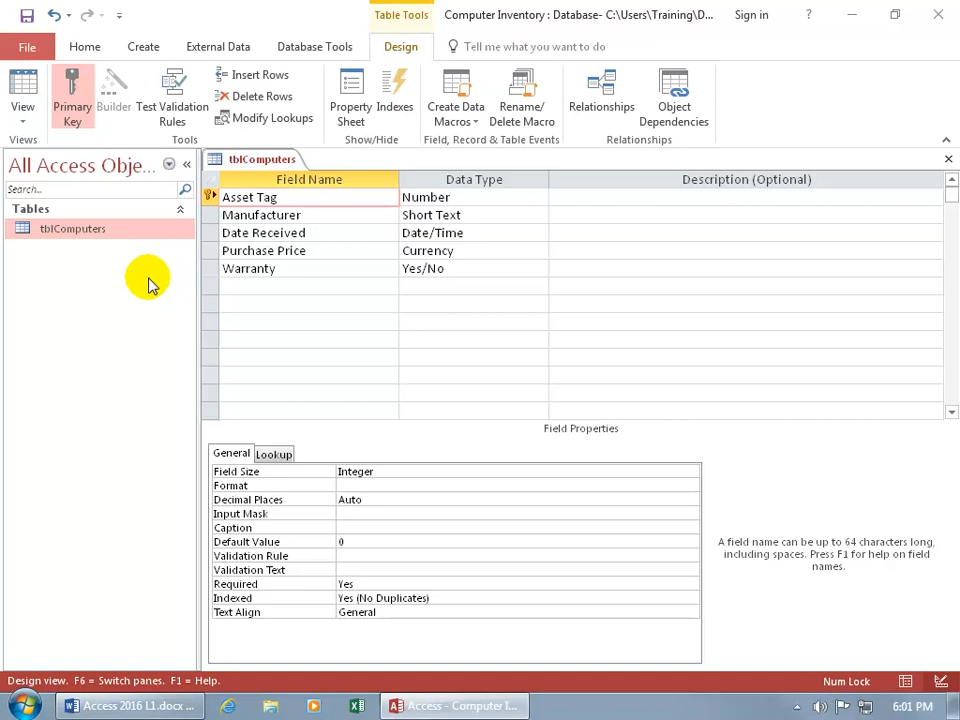 Table Tools
Computer Inventory : Database- C:\Users\Training\D...
Sign in
?
File
Home
Create
External Data
Database Tools
Design
Tell me what you want to do
View
Primary Key
Builder
Test Validation Rules
Insert Rows
Delete Rows
Modify Lookups
Property Sheet
Indexes
Create Data Macros
Rename/ Delete Macro
Relationships
Object Dependencies
Views
Tools
Show/Hide
Field, Record & Table Events
Relationships
All Access Obje...
Search...
Tables
tblComputers
tblComputers
Field Name Data Type Description (Optional)
Asset Tag Number
Manufacturer Short Text
Date Received Date/Time
Purchase Price Currency
Warranty Yes/No
Field Properties
General Lookup
Field Size Integer
Format
Decimal Places Auto
Input Mask
Caption
Default Value 0
Validation Rule
Validation Text
Required Yes
Indexed Yes (No Duplicates)
Text Align General
A field name can be up to 64 characters long,
including spaces. Press F1 for help on field
names.
Design view. F6 = Switch panes. F1 = Help.
Num Lock
Access 2016 L1.docx ...
Access - Computer I...
6:01 PM